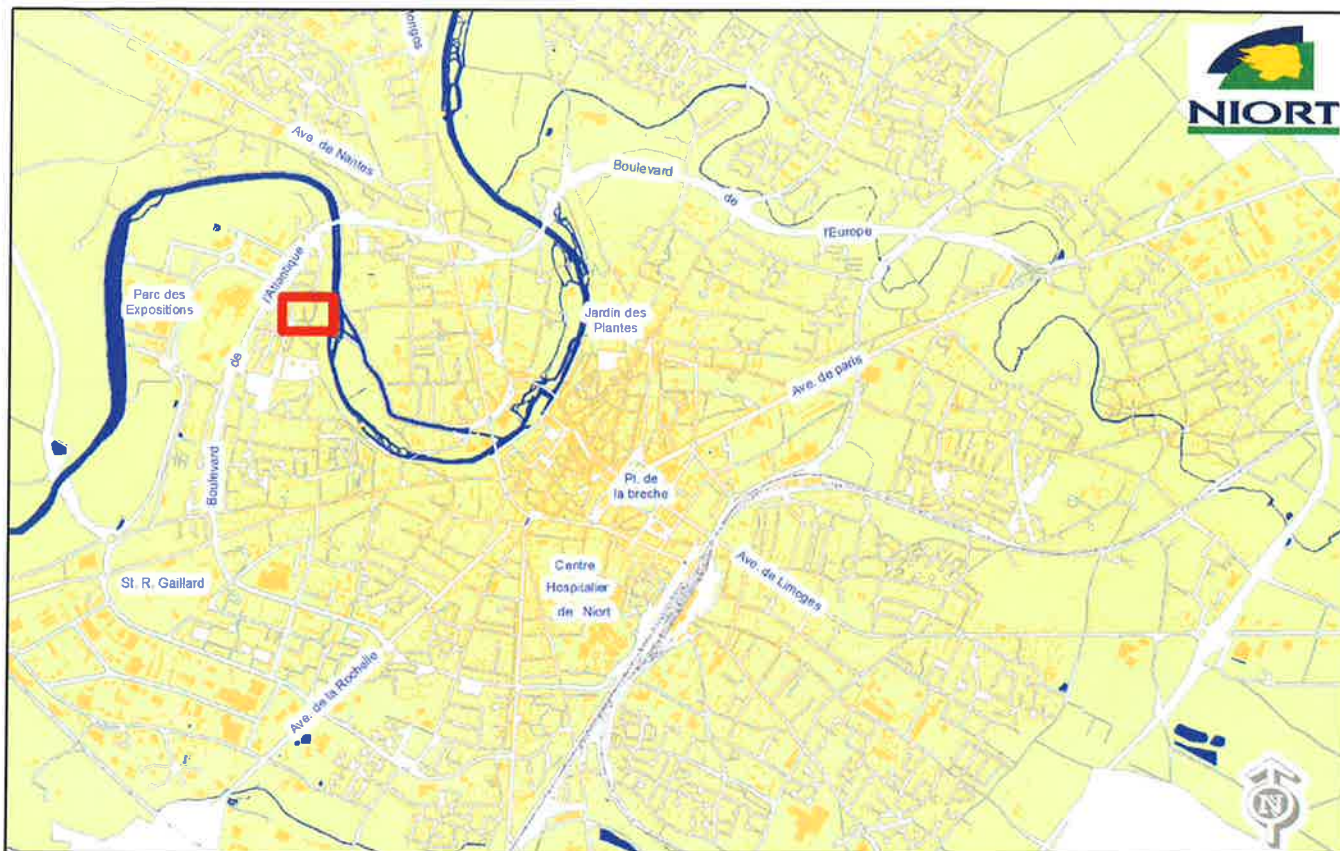 NIORT
Ave. de Nantes
Boulevard
de
l'Europe
l'Atlantique
de
Boulevard
Parc des
Expositions
Jardin des
Plantes
Ave. de paris
Pl. de
la breche
Centre
Hospitalier
de Niort
Ave. de Limoges
St. R. Gaillard
Ave. de la Rochelle
N